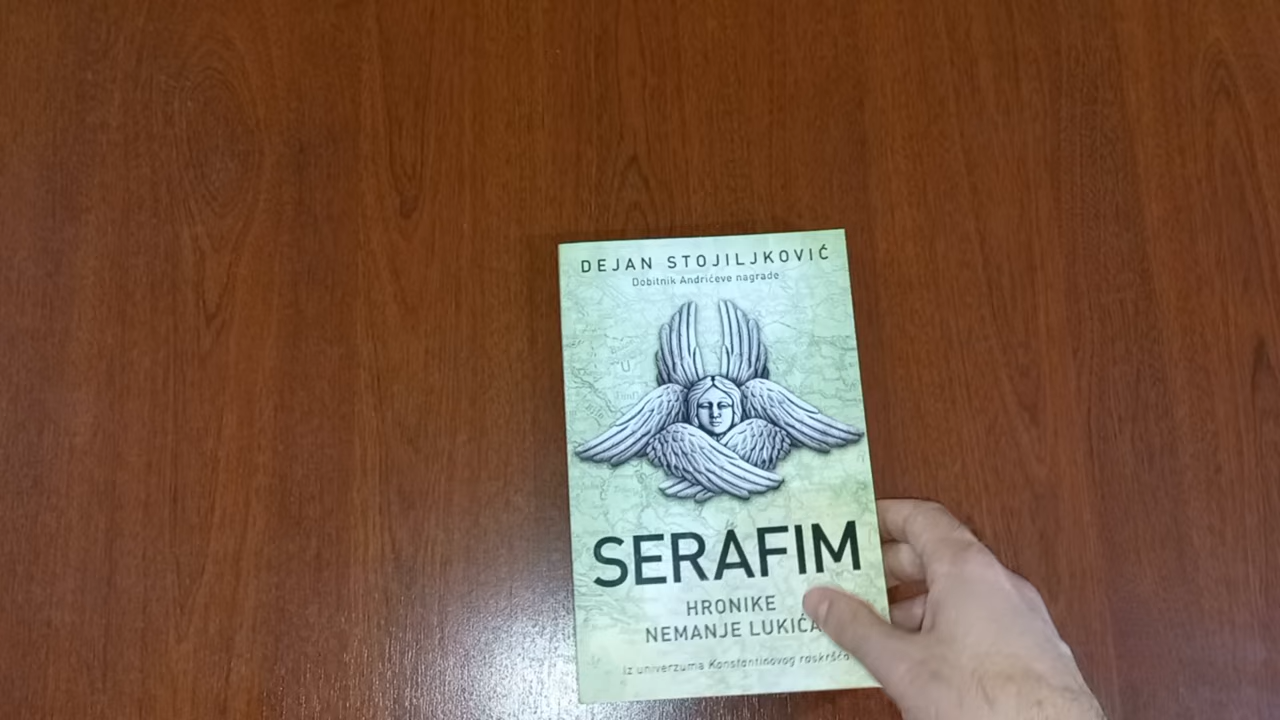 DEJAN STOJILJKOVIĆ
Dobitnik Andrićeve nagrade
SERAFIM
HRONIKE
NEMANJE LUKIĆA
Iz univerzuma Konstantinovog raskršća